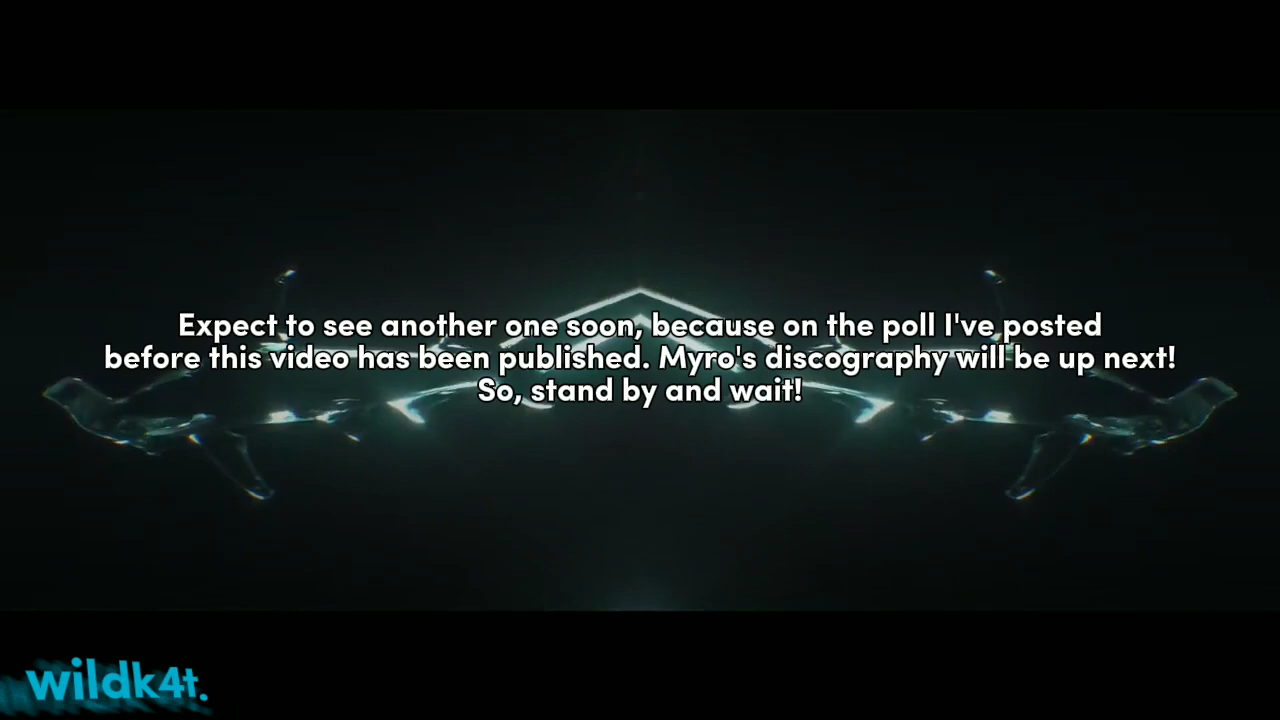 Expect to see another one soon, because on the poll I've posted
before this video has been published. Myro's discography will be up next!
So, stand by and wait!
wildk4t.